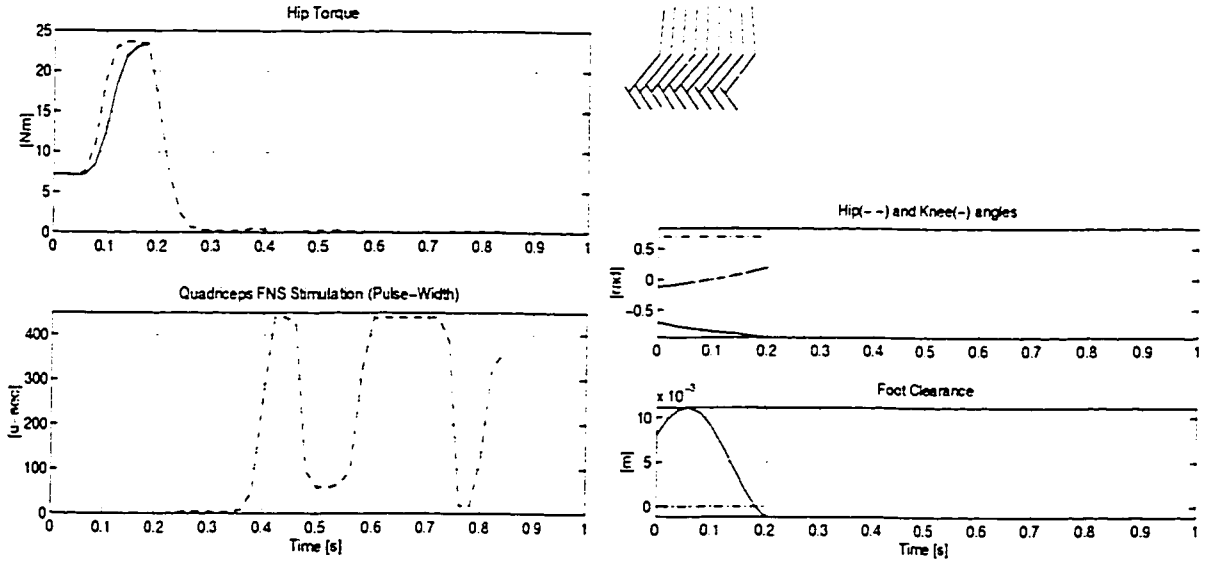 Hip Torque
25
20
15
10
5
0
[Nm]
0 0.1 0.2 0.3 0.4 0.5 0.6 0.7 0.8 0.9 1
Quadriceps FNS Stimulation (Pulse-Width)
400
300
200
100
0
0 0.1 0.2 0.3 0.4 0.5 0.6 0.7 0.8 0.9 1
Time [s]
Hip(- -) and Knee(-) angles
0.5
0
-0.5
[rad]
0 0.1 0.2 0.3 0.4 0.5 0.6 0.7 0.8 0.9 1
x 10⁻³
Foot Clearance
10
5
0
[m]
0 0.1 0.2 0.3 0.4 0.5 0.6 0.7 0.8 0.9 1
Time [s]